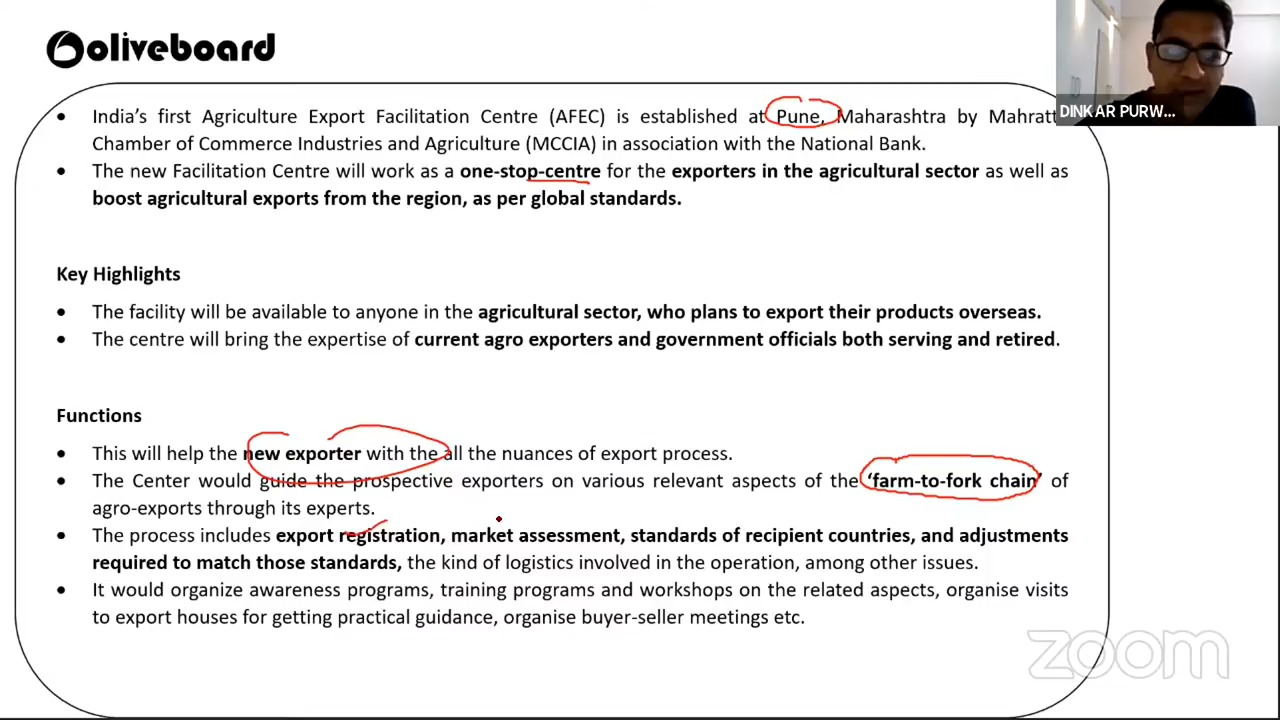 oliveboard
DINKAR PURW...
• India’s first Agriculture Export Facilitation Centre (AFEC) is established at Pune, Maharashtra by Mahratt
Chamber of Commerce Industries and Agriculture (MCCIA) in association with the National Bank.
• The new Facilitation Centre will work as a one-stop-centre for the exporters in the agricultural sector as well as
boost agricultural exports from the region, as per global standards.
Key Highlights
• The facility will be available to anyone in the agricultural sector, who plans to export their products overseas.
• The centre will bring the expertise of current agro exporters and government officials both serving and retired.
Functions
• This will help the new exporter with the all the nuances of export process.
• The Center would guide the prospective exporters on various relevant aspects of the ‘farm-to-fork chain’ of
agro-exports through its experts.
• The process includes export registration, market assessment, standards of recipient countries, and adjustments
required to match those standards, the kind of logistics involved in the operation, among other issues.
• It would organize awareness programs, training programs and workshops on the related aspects, organise visits
to export houses for getting practical guidance, organise buyer-seller meetings etc.
zoom